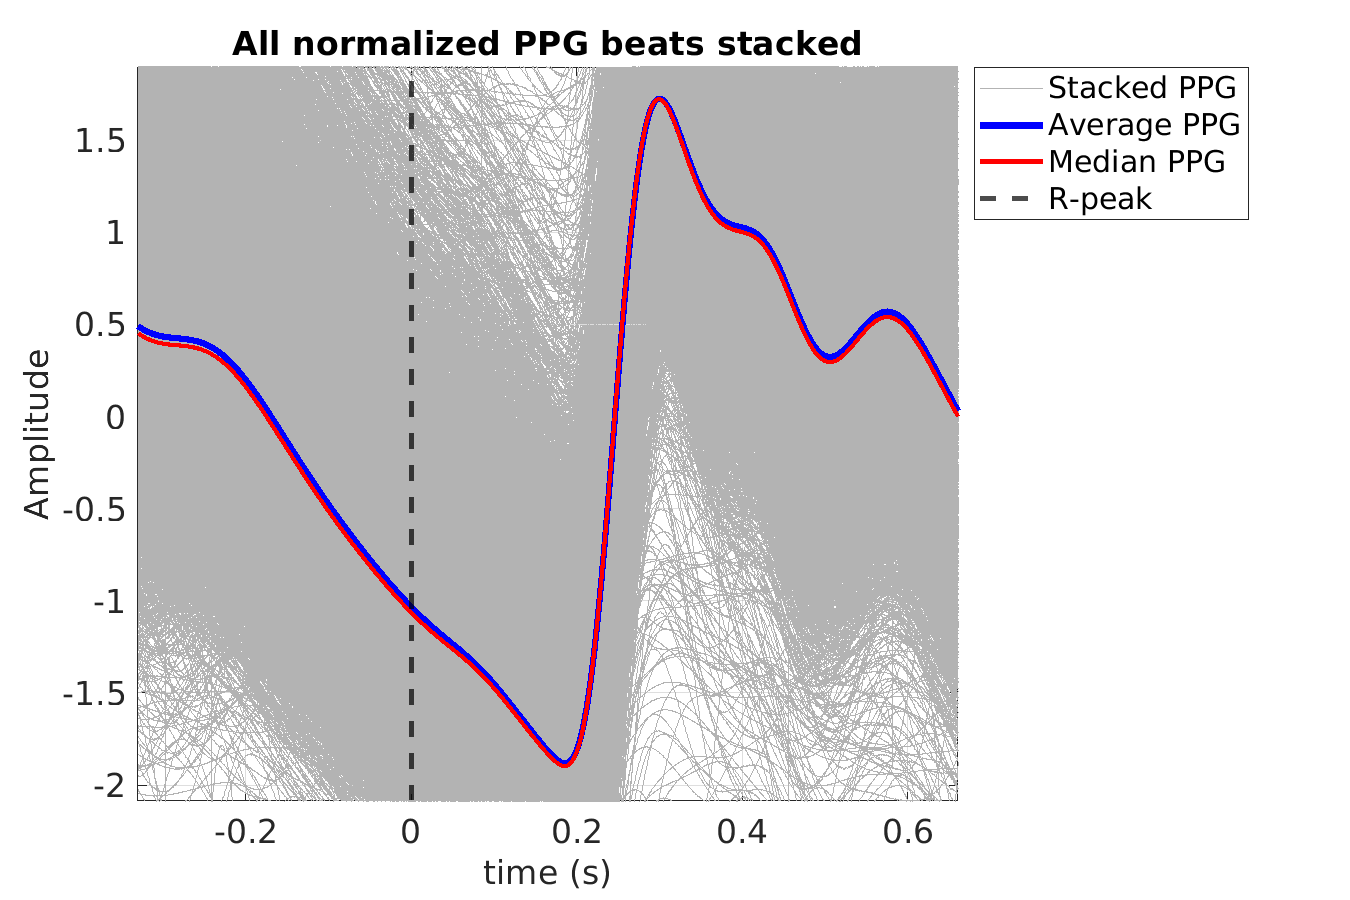 All normalized PPG beats stacked
Stacked PPG
Average PPG
Median PPG
R-peak
1.5
1
0.5
0
-0.5
-1
-1.5
-2
Amplitude
-0.2 0 0.2 0.4 0.6
time (s)